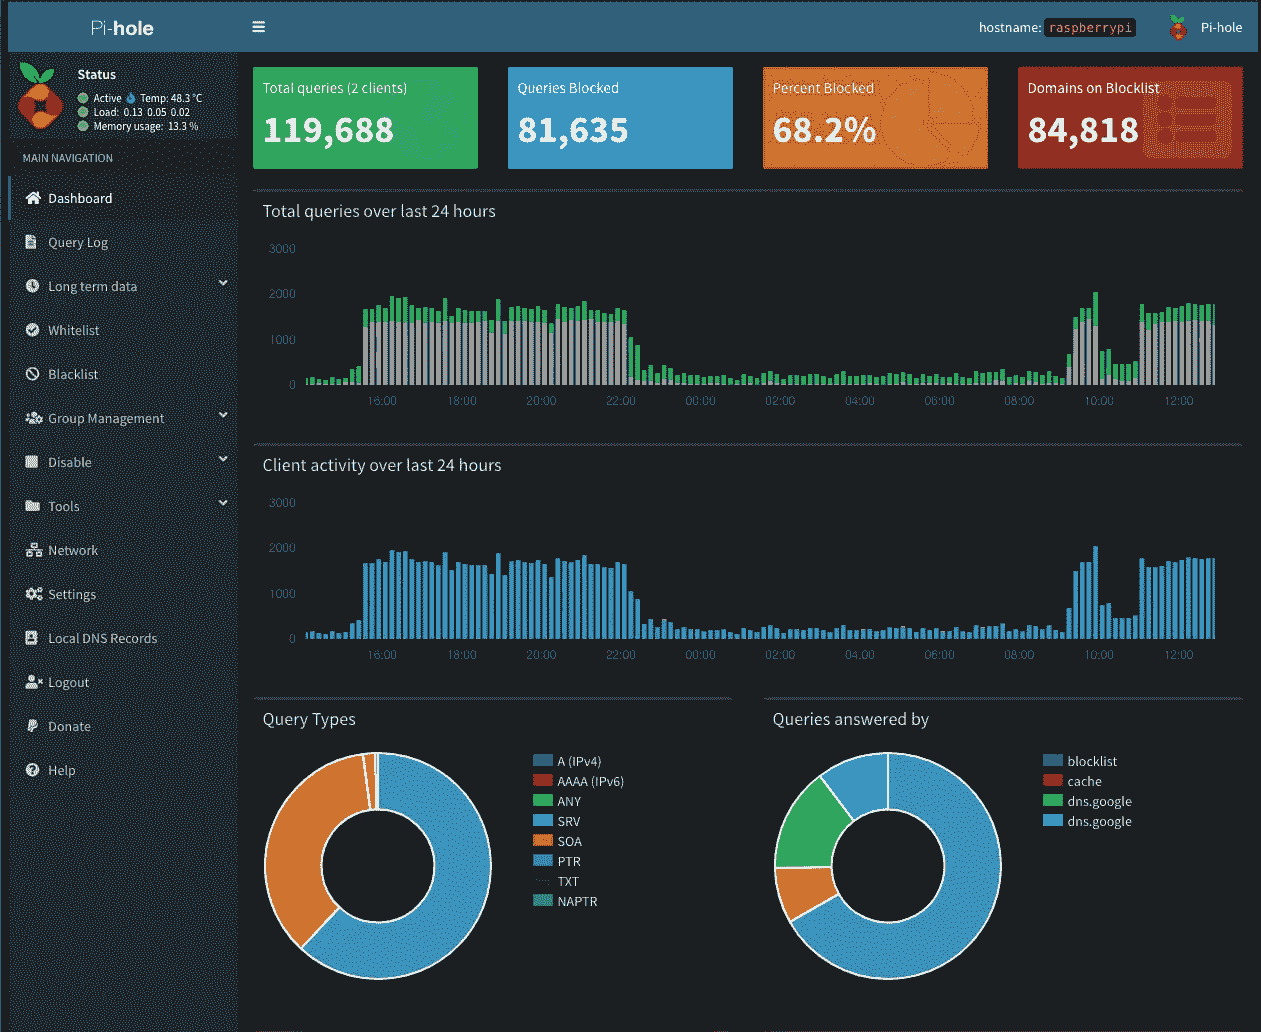 Pi-hole
hostname: raspberrypi
Pi-hole
Status
Active Temp: 48.3 °C
Load: 0.13 0.05 0.02
Memory usage: 13.3 %
MAIN NAVIGATION
Dashboard
Query Log
Long term data
Whitelist
Blacklist
Group Management
Disable
Tools
Network
Settings
Local DNS Records
Logout
Donate
Help
Total queries (2 clients)
119,688
Queries Blocked
81,635
Percent Blocked
68.2%
Domains on Blocklist
84,818
Total queries over last 24 hours
3000
2000
1000
0
16:00 18:00 20:00 22:00 00:00 02:00 04:00 06:00 08:00 10:00 12:00
Client activity over last 24 hours
3000
2000
1000
0
16:00 18:00 20:00 22:00 00:00 02:00 04:00 06:00 08:00 10:00 12:00
Query Types
A (IPv4)
AAAA (IPv6)
ANY
SRV
SOA
PTR
TXT
NAPTR
Queries answered by
blocklist
cache
dns.google
dns.google